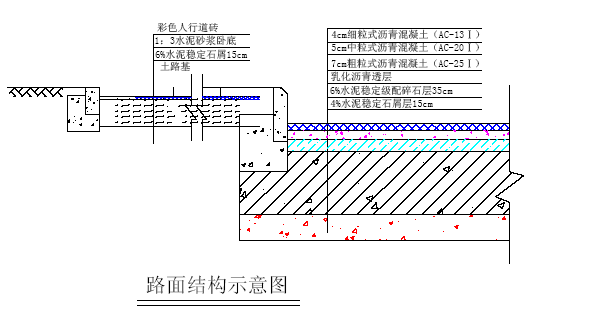 彩色人行道砖
1：3水泥砂浆卧底
6%水泥稳定石屑15cm
土路基
4cm细粒式沥青混凝土（AC-13Ⅰ）
5cm中粒式沥青混凝土（AC-20Ⅰ）
7cm粗粒式沥青混凝土（AC-25Ⅰ）
乳化沥青透层
6%水泥稳定级配碎石层35cm
4%水泥稳定石屑层15cm
路面结构示意图